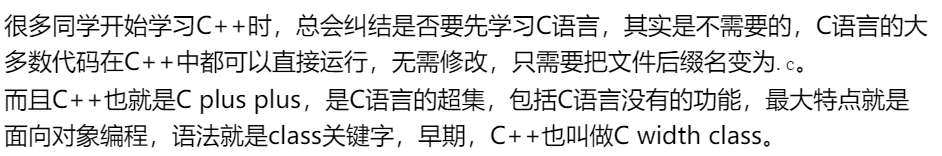 很多同学开始学习C++时，总会纠结是否要先学习C语言，其实是不需要的，C语言的大
多数代码在C++中都可以直接运行，无需修改，只需要把文件后缀名变为.c。
而且C++也就是C plus plus，是C语言的超集，包括C语言没有的功能，最大特点就是
面向对象编程，语法就是class关键字，早期，C++也叫做C width class。